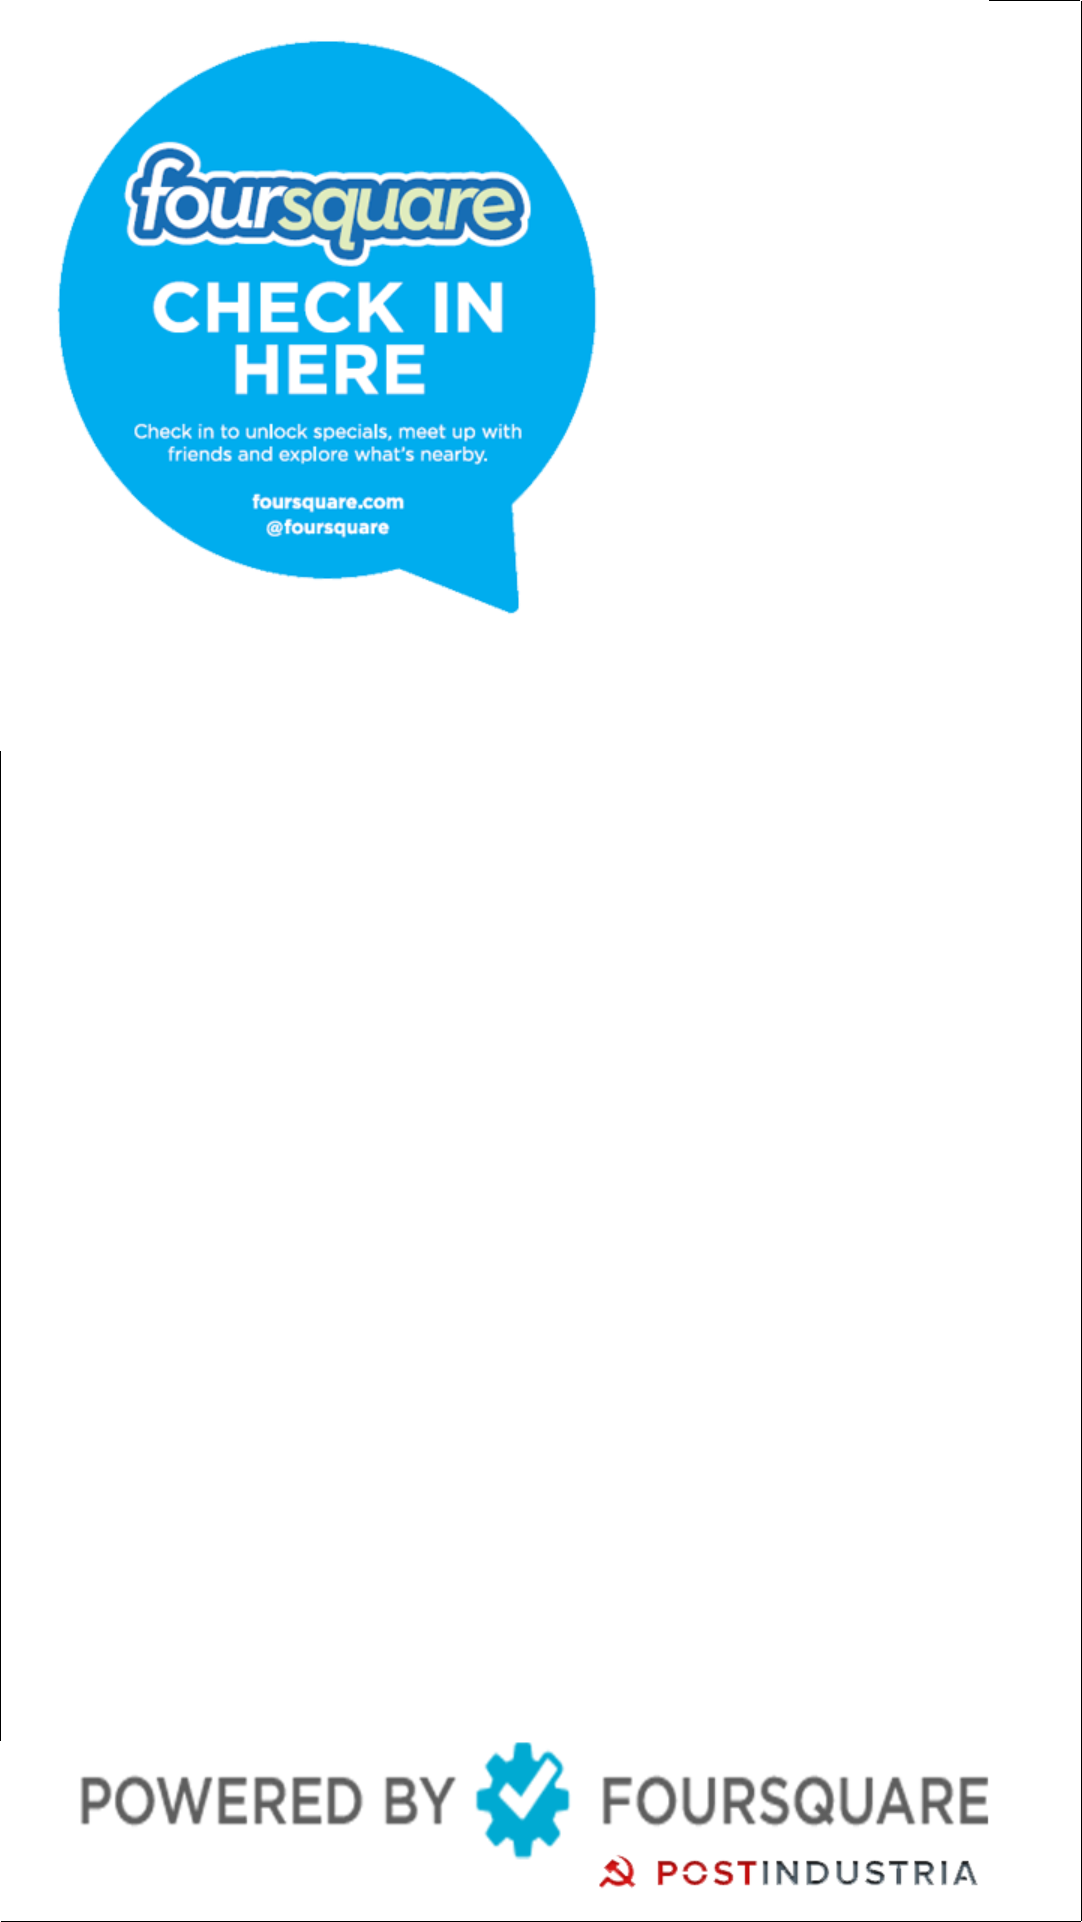 foursquare
CHECK IN
HERE
Check in to unlock specials, meet up with
friends and explore what's nearby.
foursquare.com
@foursquare
POWERED BY FOURSQUARE
POSTINDUSTRIA